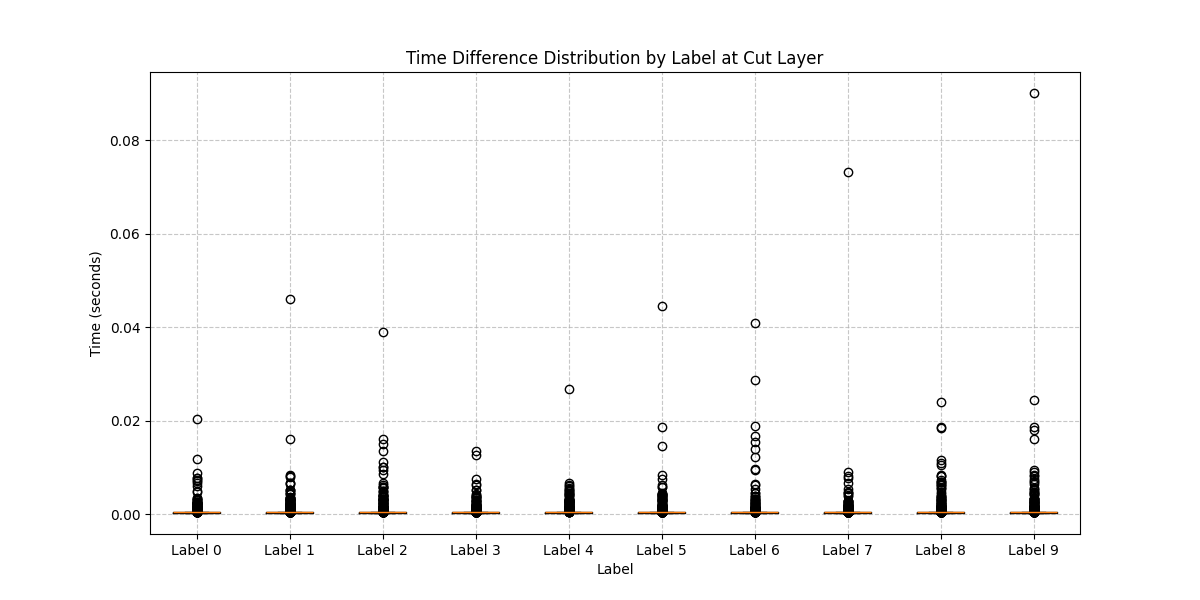 Time Difference Distribution by Label at Cut Layer
Time (seconds)
0.08
0.06
0.04
0.02
0.00
Label 0 Label 1 Label 2 Label 3 Label 4 Label 5 Label 6 Label 7 Label 8 Label 9
Label